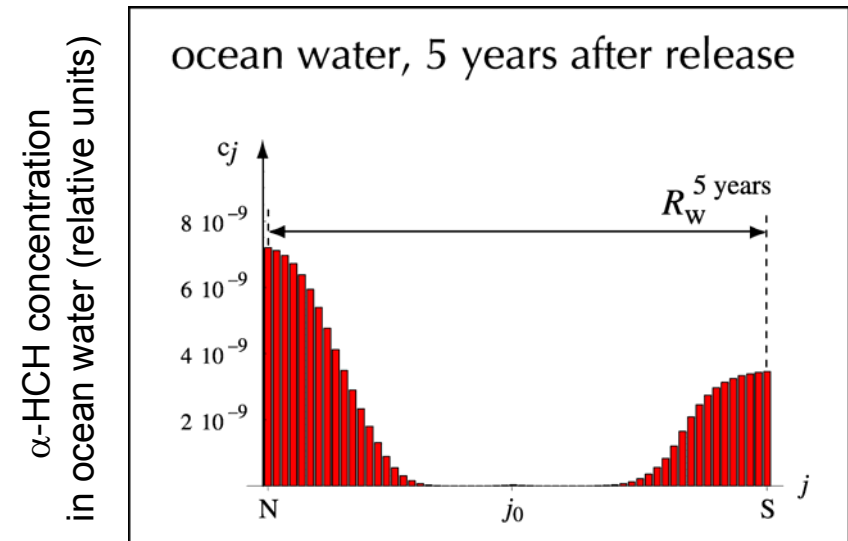 ocean water, 5 years after release
α-HCH concentration
in ocean water (relative units)
cj
R_w^5 years
8 10⁻⁹
6 10⁻⁹
4 10⁻⁹
2 10⁻⁹
j
N
j₀
S